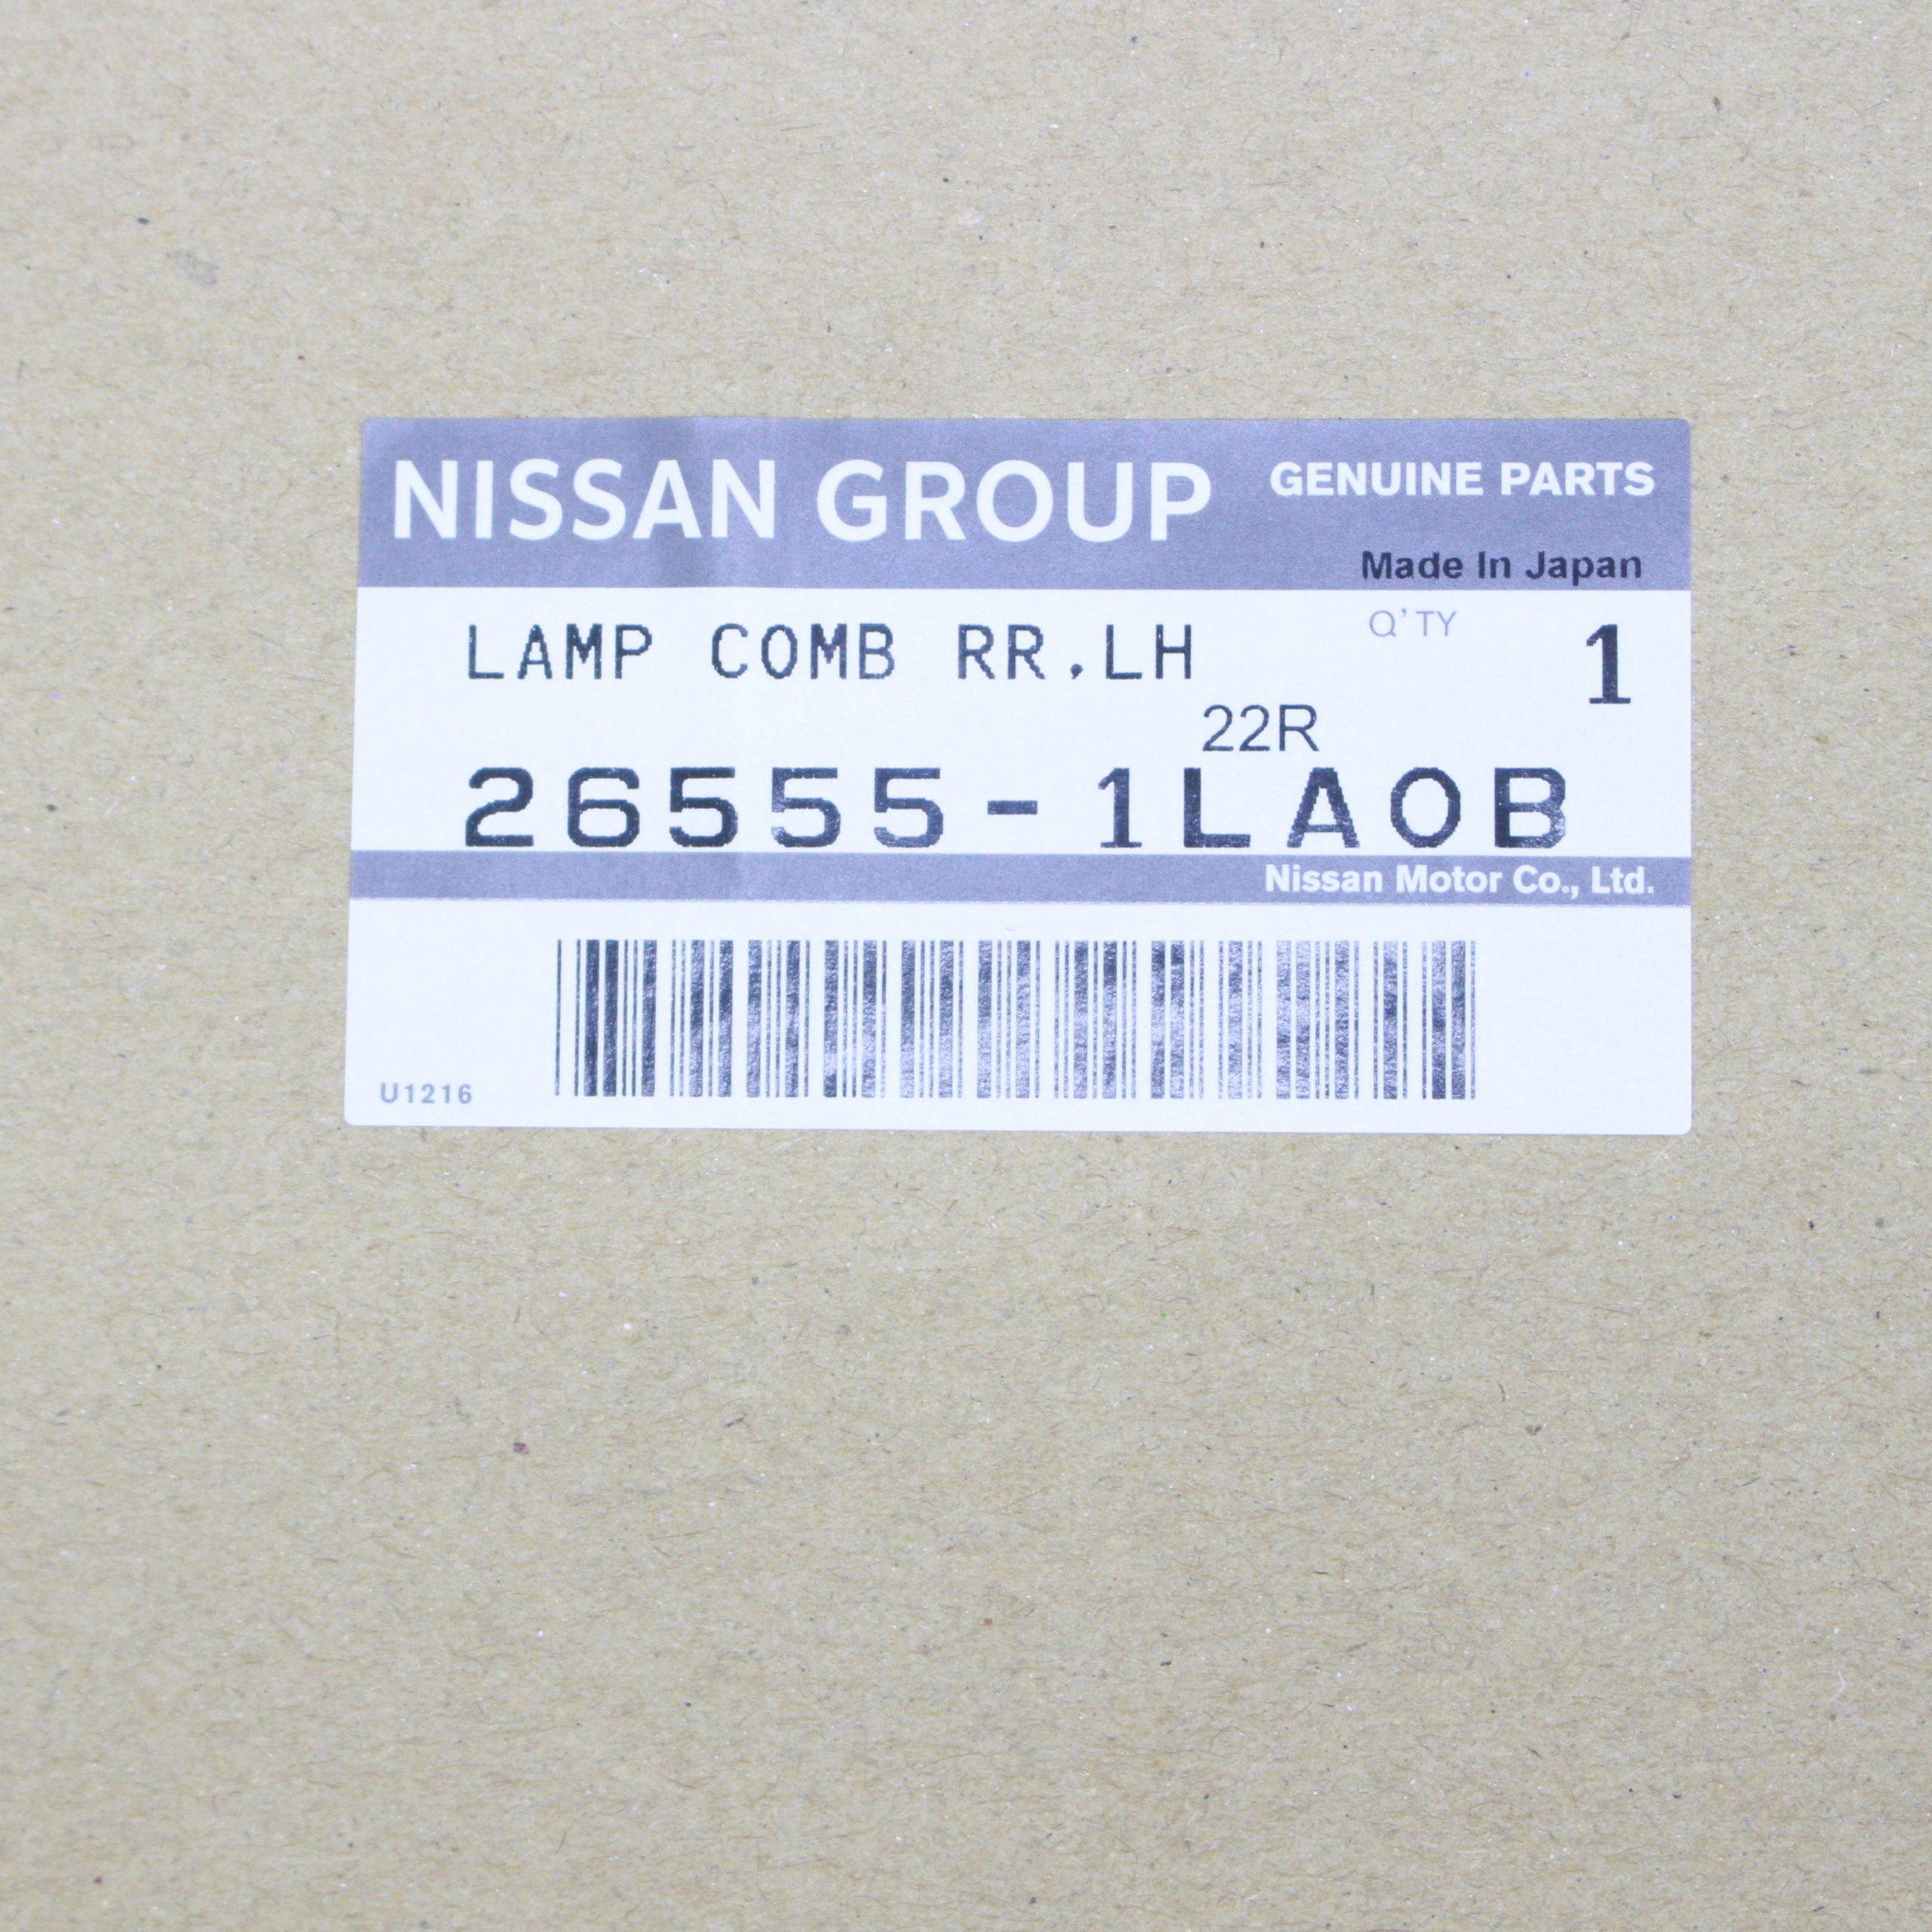 NISSAN GROUP GENUINE PARTS
Made In Japan
LAMP COMB RR,LH Q'TY 1
22R
26555-1LA0B
Nissan Motor Co., Ltd.
U1216